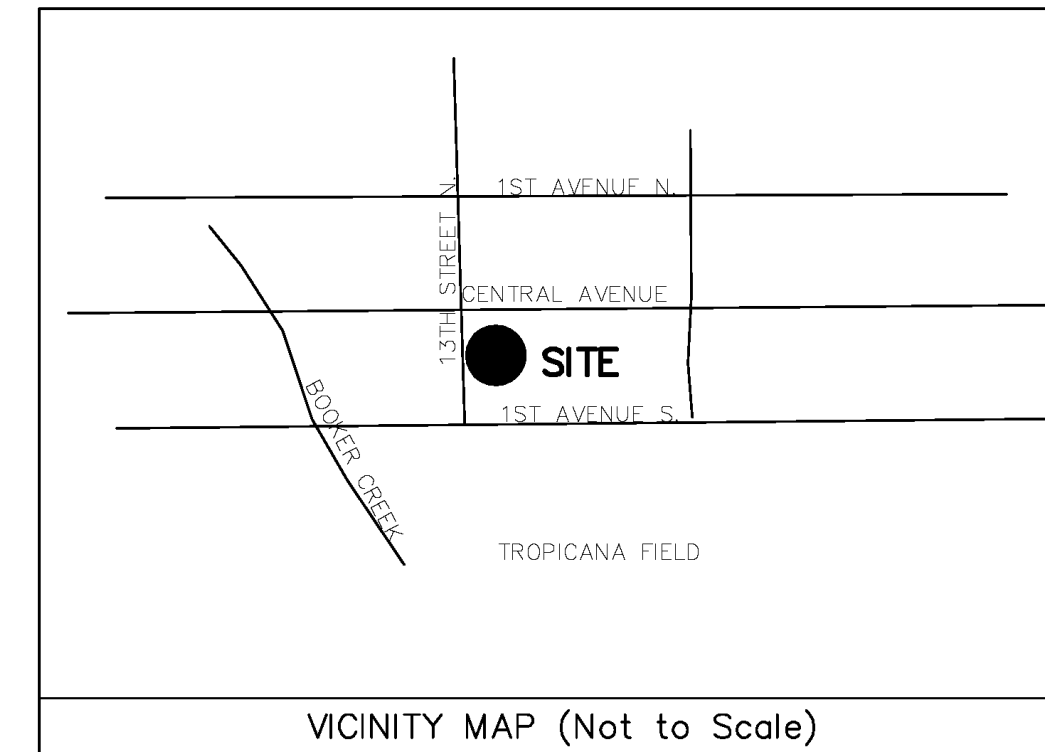 1ST AVENUE N.
13TH STREET N.
CENTRAL AVENUE
SITE
1ST AVENUE S.
BOOKER CREEK
TROPICANA FIELD
VICINITY MAP (Not to Scale)